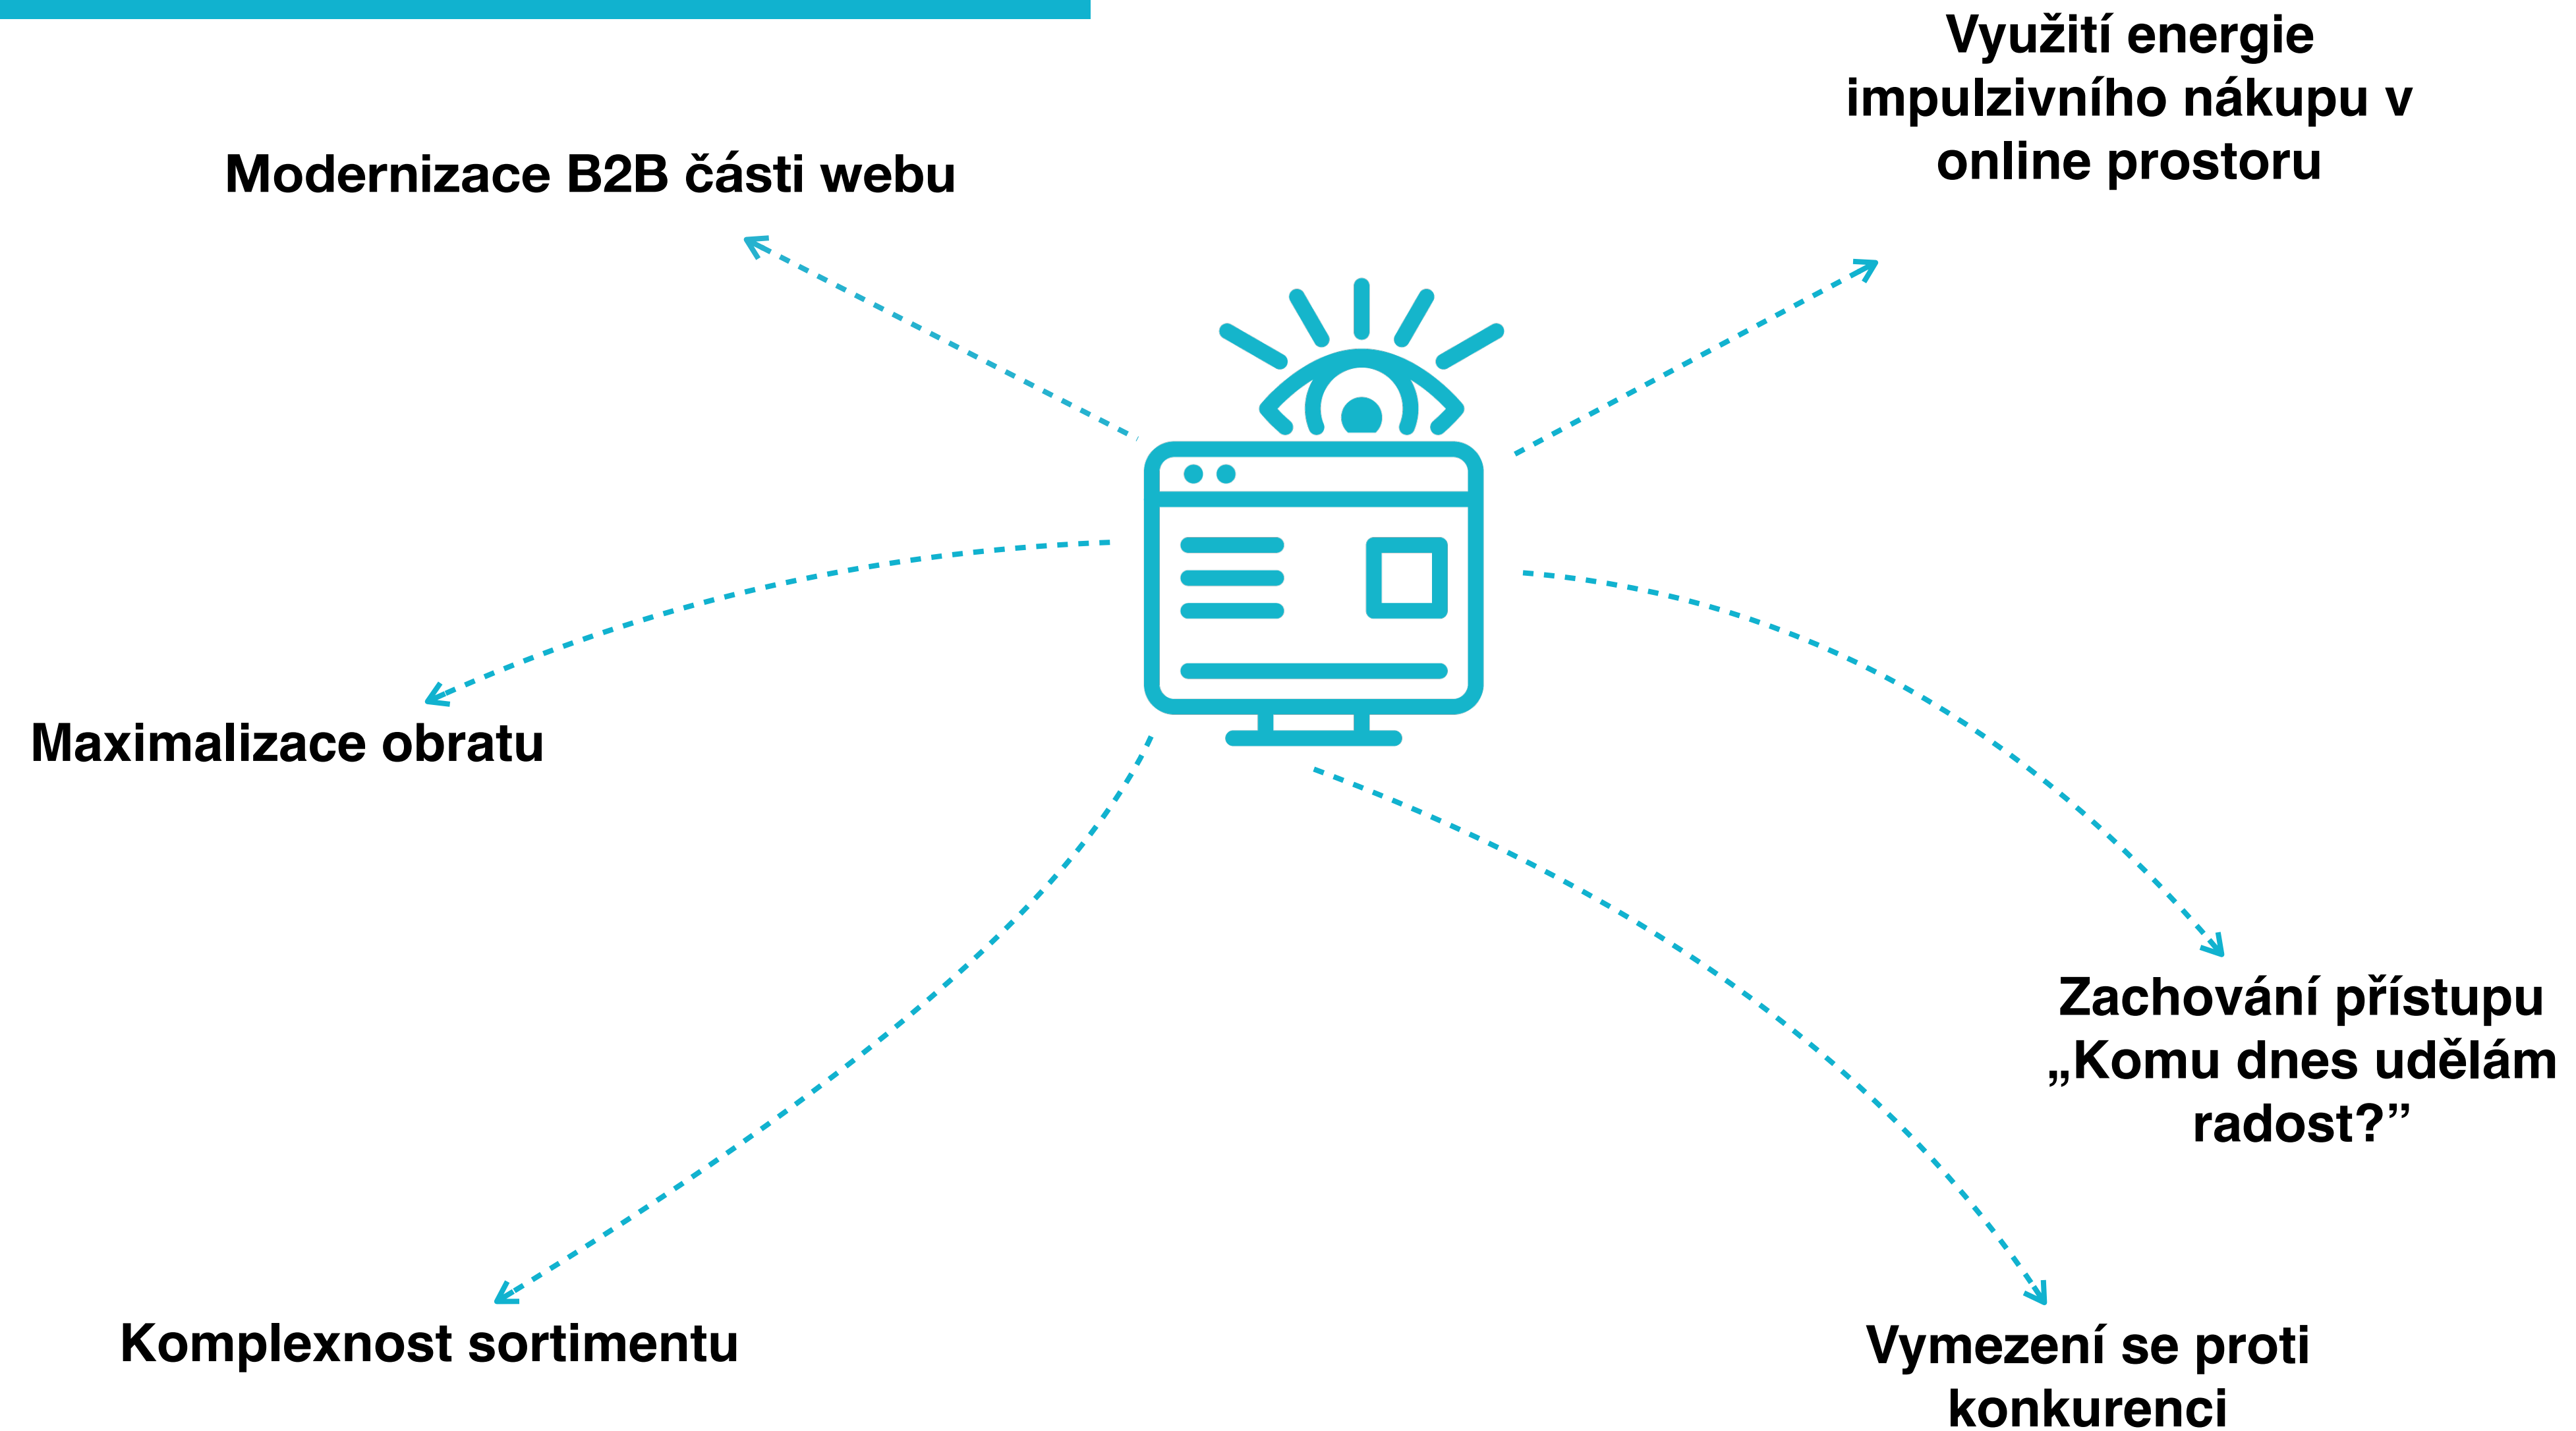 Využití energie
impulzivního nákupu v
online prostoru
Modernizace B2B části webu
Maximalizace obratu
Zachování přístupu
„Komu dnes udělám
radost?”
Komplexnost sortimentu
Vymezení se proti
konkurenci